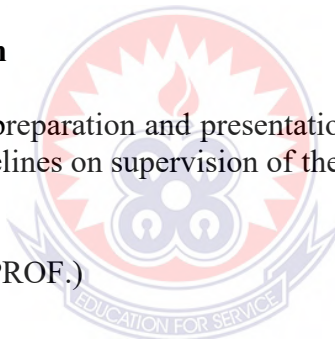 n
preparation and presentatio
elines on supervision of the
PROF.)
EDUCATION FOR SERVICE